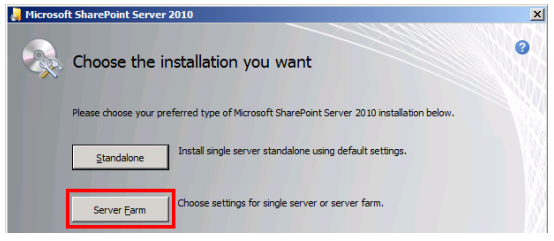 Microsoft SharePoint Server 2010
Choose the installation you want
Please choose your preferred type of Microsoft SharePoint Server 2010 installation below.
Standalone
Install single server standalone using default settings.
Server Farm
Choose settings for single server or server farm.